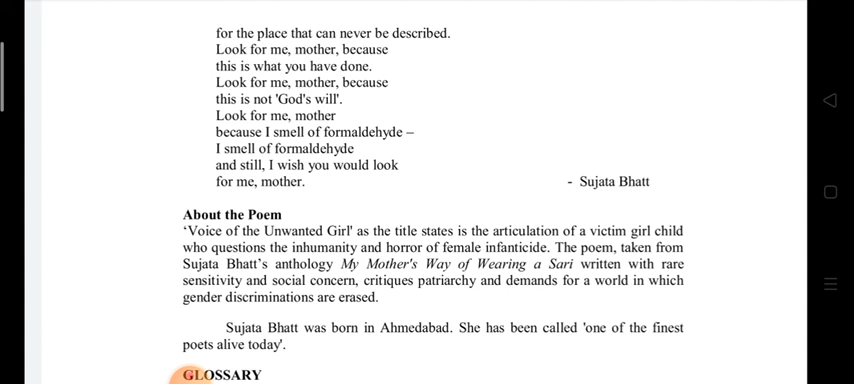 for the place that can never be described.
Look for me, mother, because
this is what you have done.
Look for me, mother, because
this is not 'God's will'.
Look for me, mother
because I smell of formaldehyde –
I smell of formaldehyde
and still, I wish you would look
for me, mother.
- Sujata Bhatt
About the Poem
‘Voice of the Unwanted Girl' as the title states is the articulation of a victim girl child
who questions the inhumanity and horror of female infanticide. The poem, taken from
Sujata Bhatt’s anthology My Mother's Way of Wearing a Sari written with rare
sensitivity and social concern, critiques patriarchy and demands for a world in which
gender discriminations are erased.
Sujata Bhatt was born in Ahmedabad. She has been called 'one of the finest
poets alive today'.
GLOSSARY